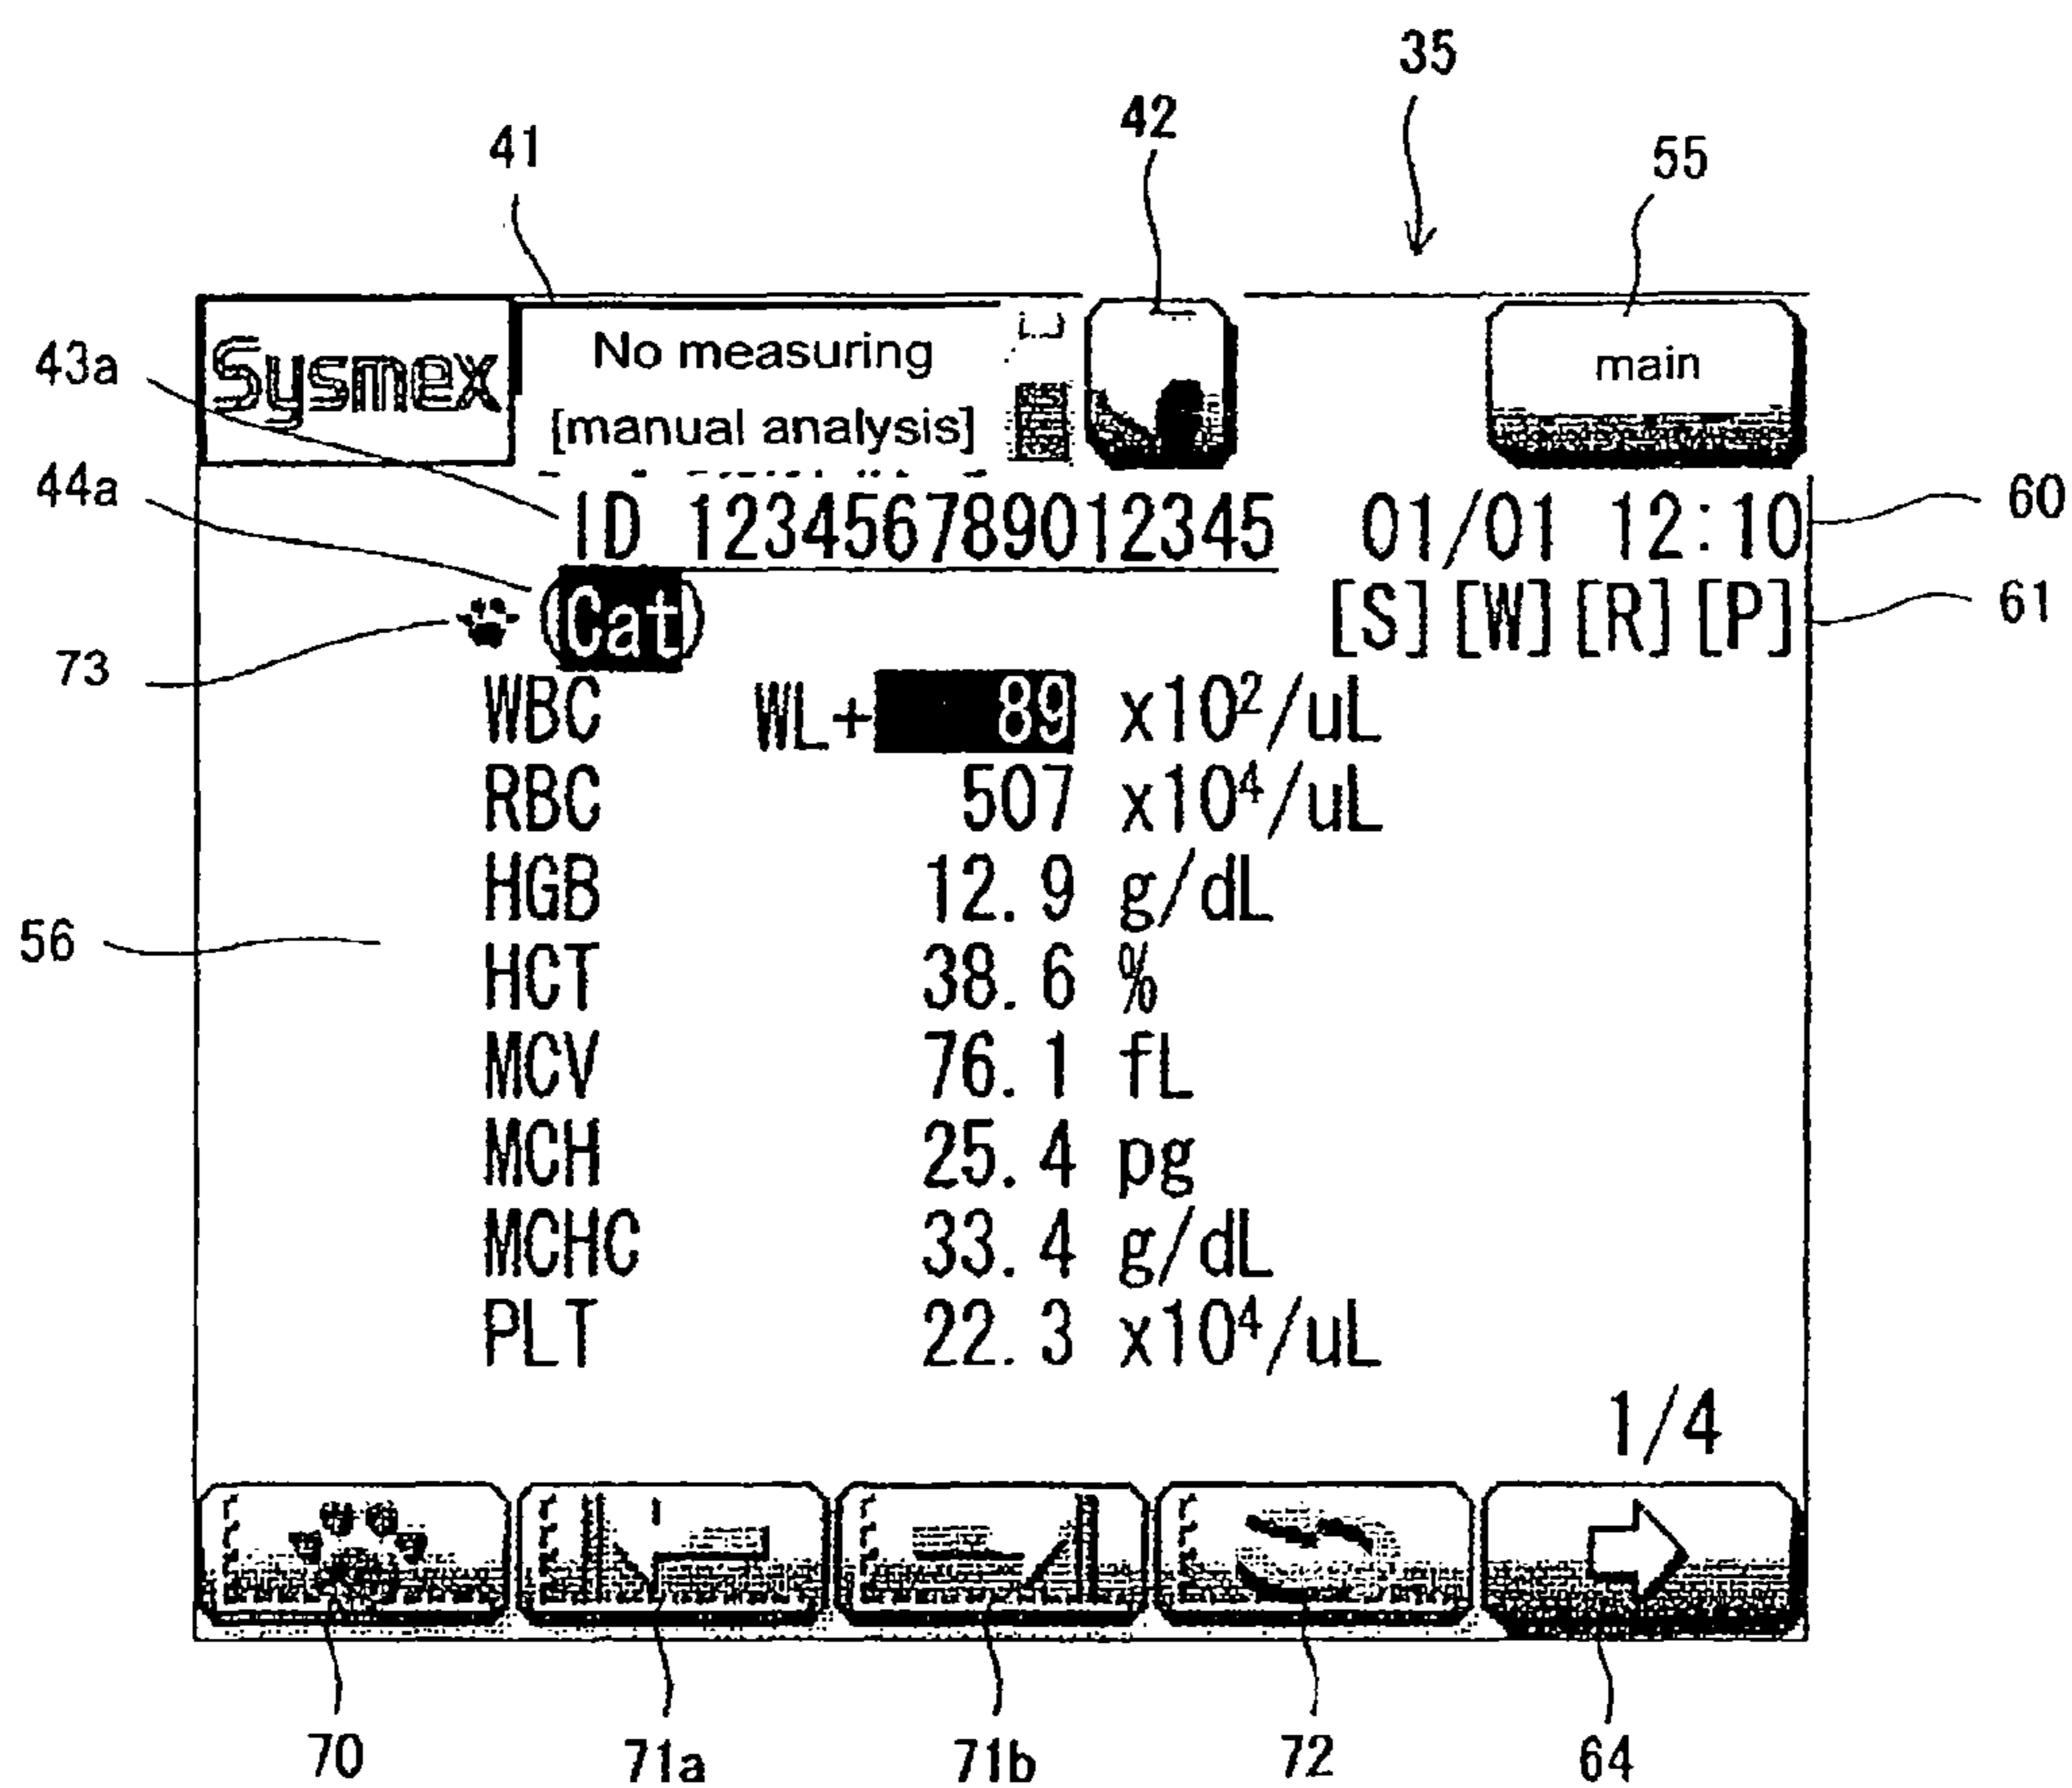 35
42
41
55
Sysmex
No measuring
[manual analysis]
main
43a
44a
ID 123456789012345 01/01 12:10
60
(Cat) [S][W][R][P]
61
73
WBC WL+ 89 x10²/uL
RBC 507 x10⁴/uL
HGB 12.9 g/dL
56
HCT 38.6 %
MCV 76.1 fL
MCH 25.4 pg
MCHC 33.4 g/dL
PLT 22.3 x10⁴/uL
1/4
70 71a 71b 72 64